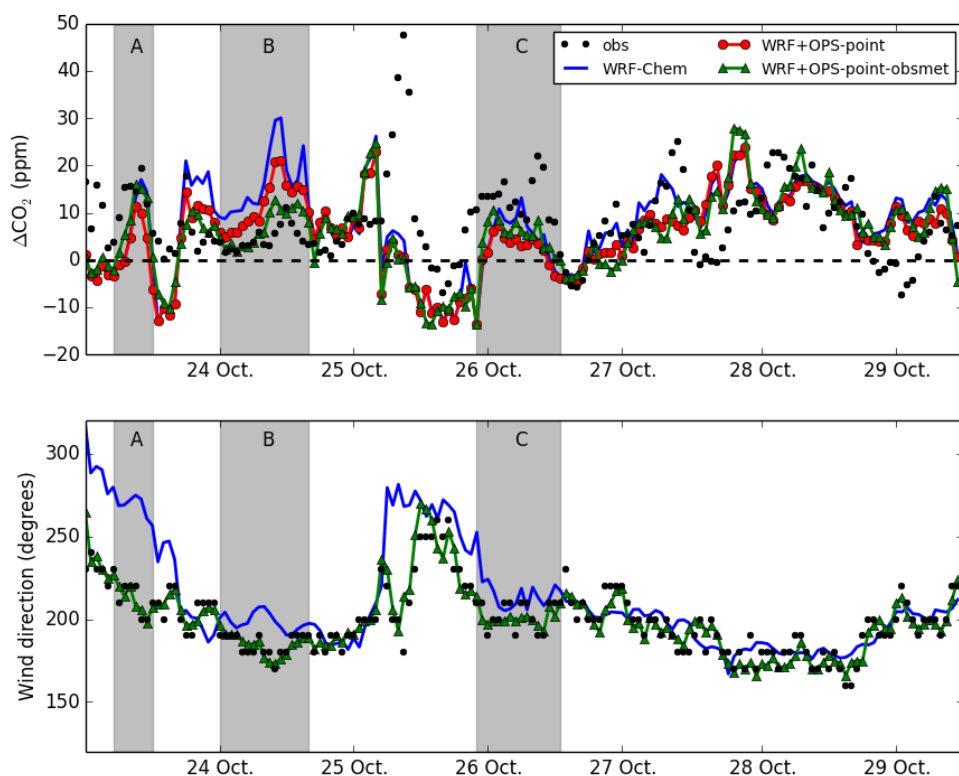 50
40
30
20
10
0
−10
−20
ΔCO₂ (ppm)
A
B
C
obs
WRF-Chem
WRF+OPS-point
WRF+OPS-point-obsmet
24 Oct.
25 Oct.
26 Oct.
27 Oct.
28 Oct.
29 Oct.
300
250
200
150
Wind direction (degrees)
A
B
C
24 Oct.
25 Oct.
26 Oct.
27 Oct.
28 Oct.
29 Oct.